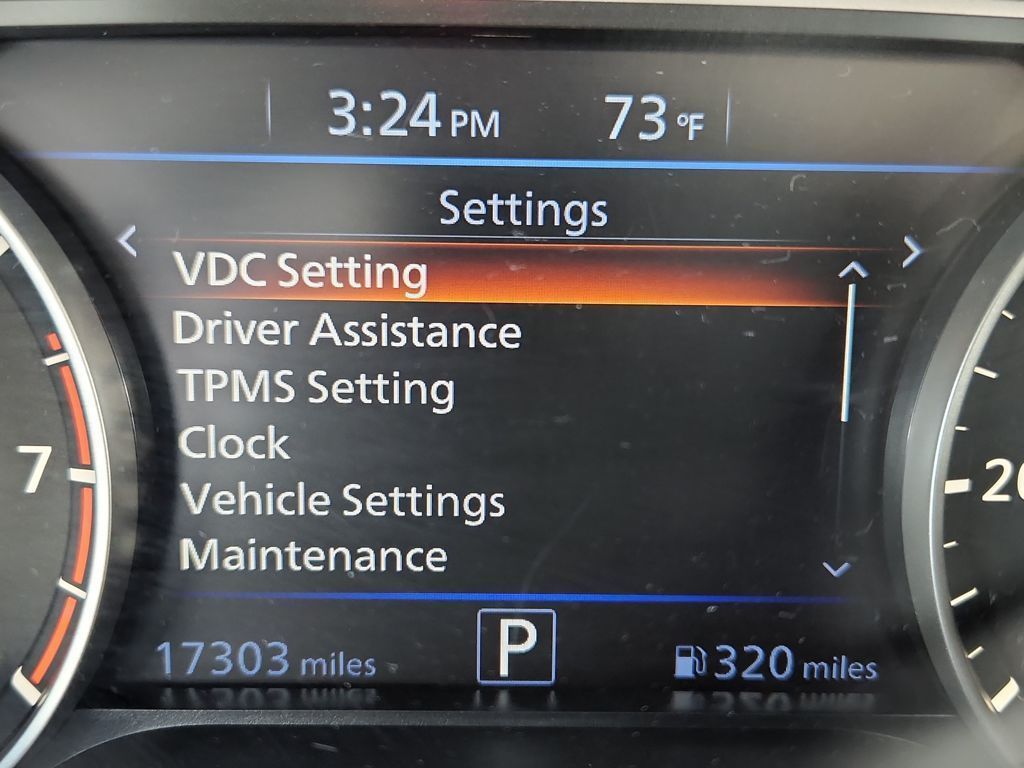 3:24 PM 73 °F
Settings
VDC Setting
Driver Assistance
TPMS Setting
Clock
Vehicle Settings
Maintenance
7
20
17303 miles P 320 miles